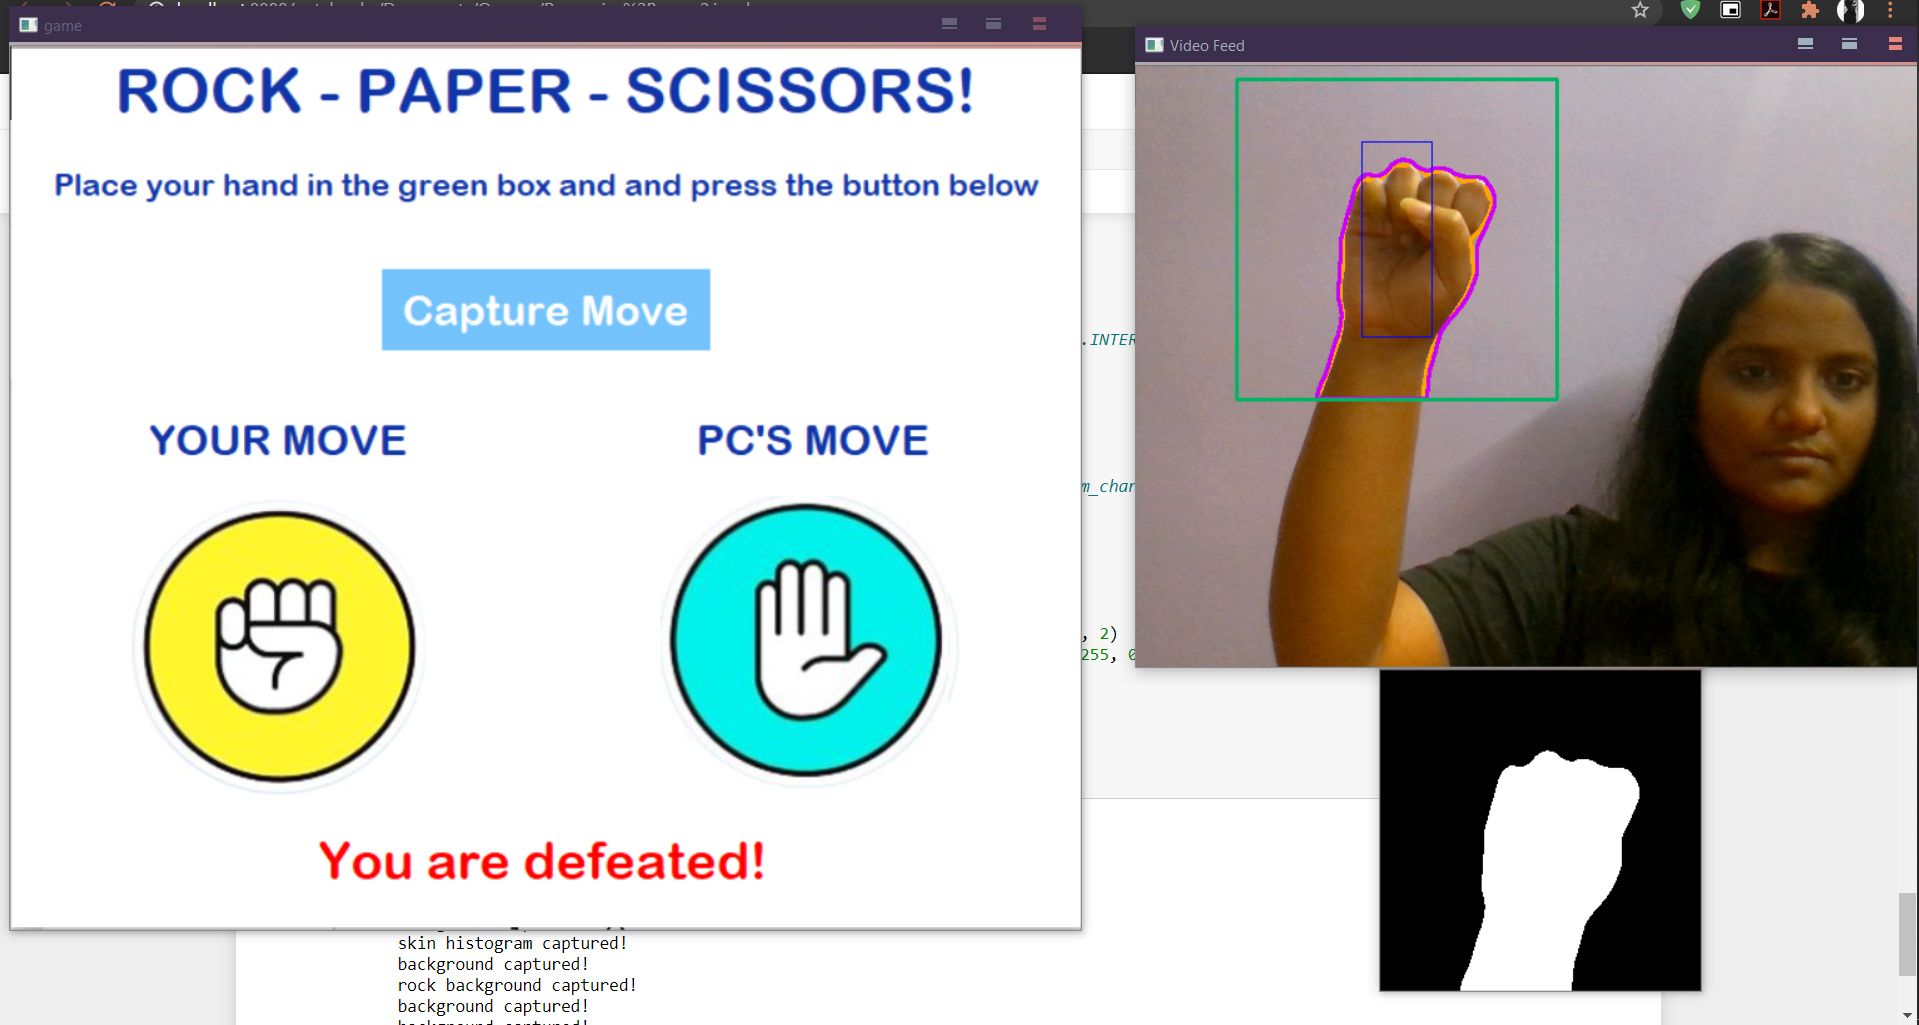 game
ROCK - PAPER - SCISSORS!
Place your hand in the green box and and press the button below
Capture Move
YOUR MOVE
PC'S MOVE
You are defeated!
Video Feed
.INTER
, 2)
255, 0
skin histogram captured!
background captured!
rock background captured!
background captured!